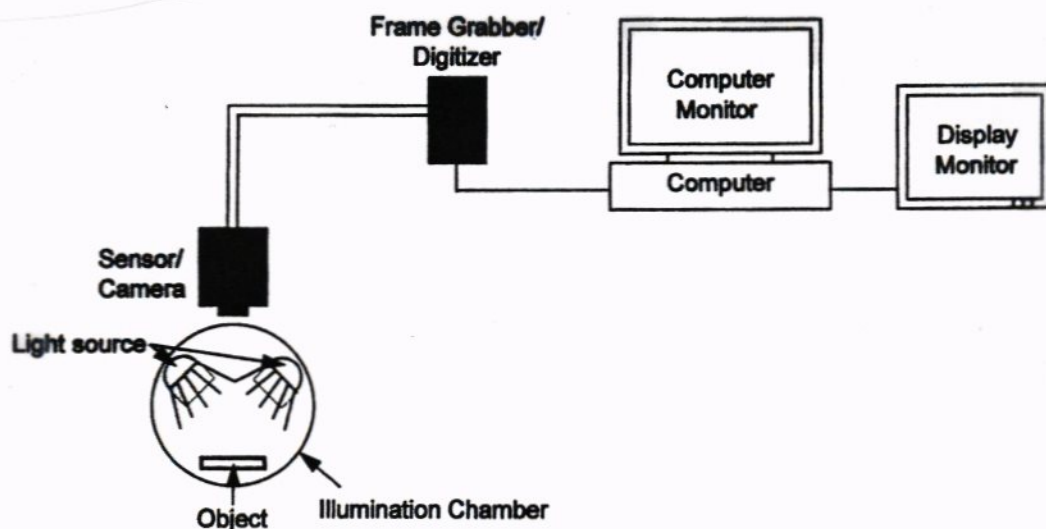 Frame Grabber/
Digitizer
Computer
Monitor
Computer
Display
Monitor
Sensor/
Camera
Light source
Object
Illumination Chamber